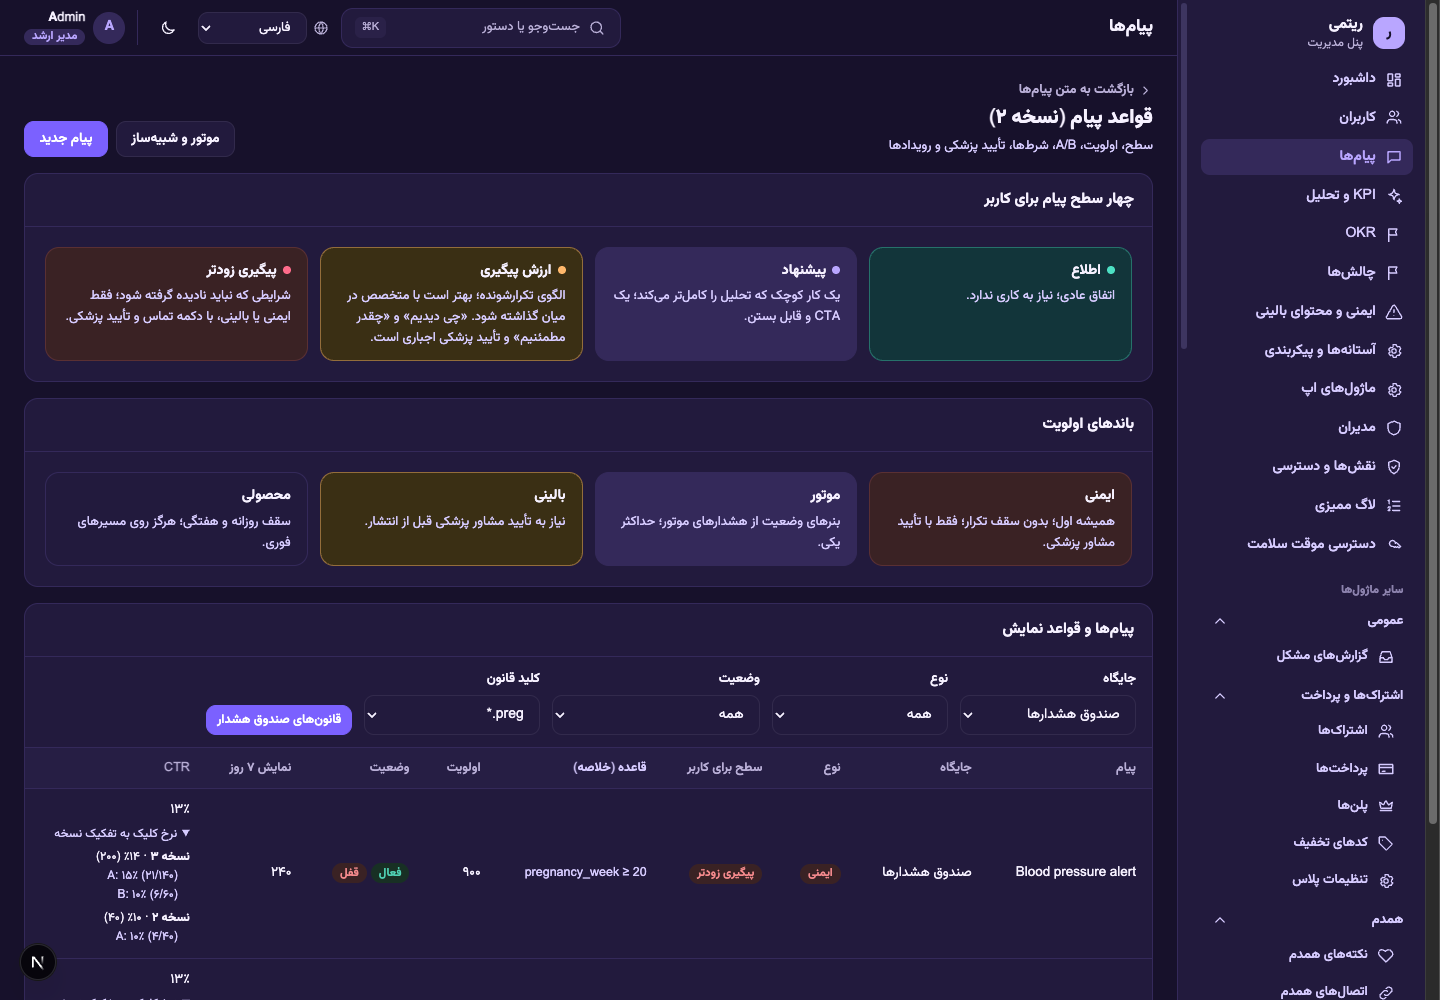 ر
ریتمی
پنل مدیریت
داشبورد
کاربران
پیام‌ها
KPI و تحلیل
OKR
چالش‌ها
ایمنی و محتوای بالینی
آستانه‌ها و پیکربندی
ماژول‌های اپ
مدیران
نقش‌ها و دسترسی
لاگ ممیزی
دسترسی موقت سلامت
سایر ماژول‌ها
عمومی
گزارش‌های مشکل
اشتراک‌ها و پرداخت
اشتراک‌ها
پرداخت‌ها
پلن‌ها
کدهای تخفیف
تنظیمات پلاس
همدم
نکته‌های همدم
اتصال‌های همدم
پیام‌ها
جست‌وجو یا دستور
⌘K
فارسی
A
Admin
مدیر ارشد
بازگشت به متن پیام‌ها
قواعد پیام (نسخه ۲)
سطح، اولویت، A/B، شرط‌ها، تأیید پزشکی و رویدادها
موتور و شبیه‌ساز
پیام جدید
چهار سطح پیام برای کاربر
اطلاع
اتفاق عادی؛ نیاز به کاری ندارد.
پیشنهاد
یک کار کوچک که تحلیل را کامل‌تر می‌کند؛ یک
CTA و قابل بستن.
ارزش پیگیری
الگوی تکرارشونده؛ بهتر است با متخصص در
میان گذاشته شود. «چی دیدیم» و «چقدر
مطمئنیم» و تأیید پزشکی اجباری است.
پیگیری زودتر
شرایطی که نباید نادیده گرفته شود؛ فقط
ایمنی یا بالینی، با دکمه تماس و تأیید پزشکی.
باندهای اولویت
ایمنی
همیشه اول؛ بدون سقف تکرار؛ فقط با تأیید
مشاور پزشکی.
موتور
بنرهای وضعیت از هشدارهای موتور؛ حداکثر
یکی.
بالینی
نیاز به تأیید مشاور پزشکی قبل از انتشار.
محصولی
سقف روزانه و هفتگی؛ هرگز روی مسیرهای
فوری.
پیام‌ها و قواعد نمایش
جایگاه
نوع
وضعیت
کلید قانون
صندوق هشدارها
همه
همه
preg.*
قانون‌های صندوق هشدار
پیام
جایگاه
نوع
سطح برای کاربر
قاعده (خلاصه)
اولویت
وضعیت
نمایش ۷ روز
CTR
Blood pressure alert
صندوق هشدارها
ایمنی
پیگیری زودتر
pregnancy_week ≥ 20
۹۰۰
فعال
قفل
۲۴۰
۱۳٪
▼ نرخ کلیک به تفکیک نسخه
نسخه ۳ · ۱۴٪ (۲۰۰)
A: ۱۵٪ (۲۱/۱۴۰)
B: ۱۰٪ (۶/۶۰)
نسخه ۲ · ۱۰٪ (۴۰)
A: ۱۰٪ (۴/۴۰)
۱۳٪
N